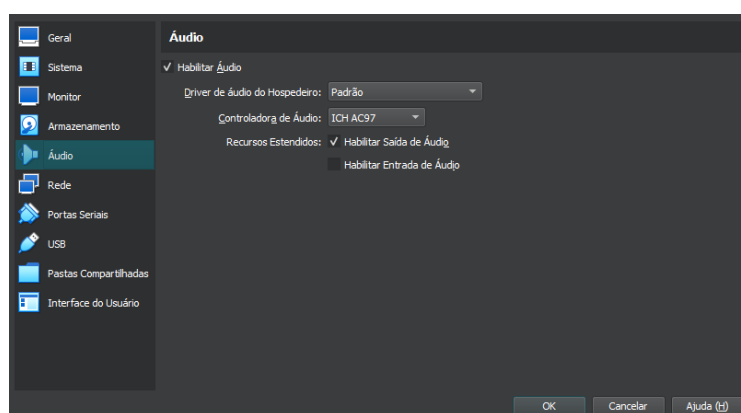 Geral
Sistema
Monitor
Armazenamento
Áudio
Rede
Portas Seriais
USB
Pastas Compartilhadas
Interface do Usuário
Áudio
Habilitar Áudio
Driver de áudio do Hospedeiro: Padrão
Controladora de Áudio: ICH AC97
Recursos Estendidos: Habilitar Saída de Áudio
Habilitar Entrada de Áudio
OK Cancelar Ajuda (H)